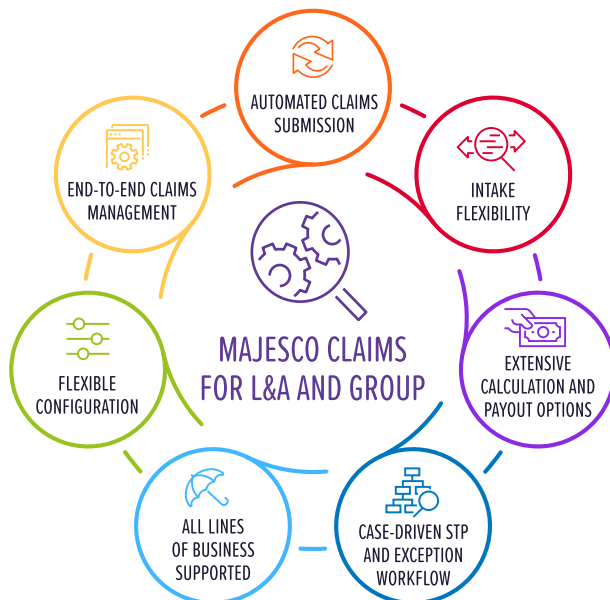 AUTOMATED CLAIMS
SUBMISSION
INTAKE
FLEXIBILITY
EXTENSIVE
CALCULATION AND
PAYOUT OPTIONS
CASE-DRIVEN STP
AND EXCEPTION
WORKFLOW
ALL LINES
OF BUSINESS
SUPPORTED
FLEXIBLE
CONFIGURATION
END-TO-END CLAIMS
MANAGEMENT
MAJESCO CLAIMS
FOR L&A AND GROUP